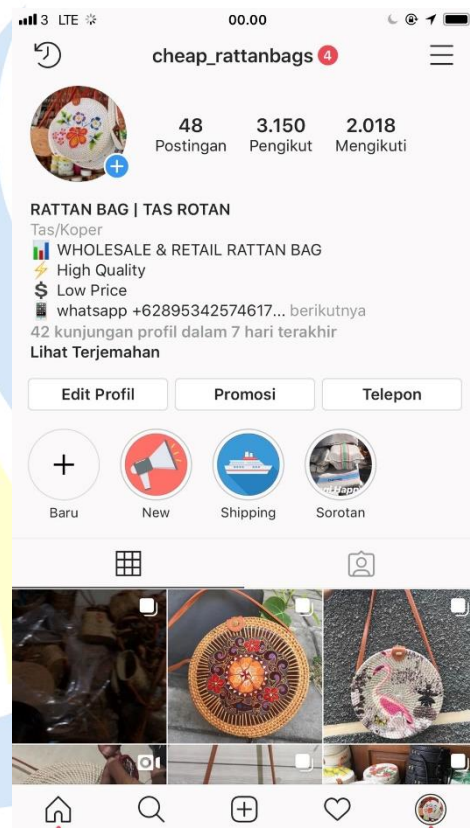 3 LTE 00.00
cheap_rattanbags 4
48 3.150 2.018
Postingan Pengikut Mengikuti
RATTAN BAG | TAS ROTAN
Tas/Koper
WHOLESALE & RETAIL RATTAN BAG
High Quality
Low Price
whatsapp +62895342574617... berikutnya
42 kunjungan profil dalam 7 hari terakhir
Lihat Terjemahan
Edit Profil Promosi Telepon
Baru New Shipping Sorotan